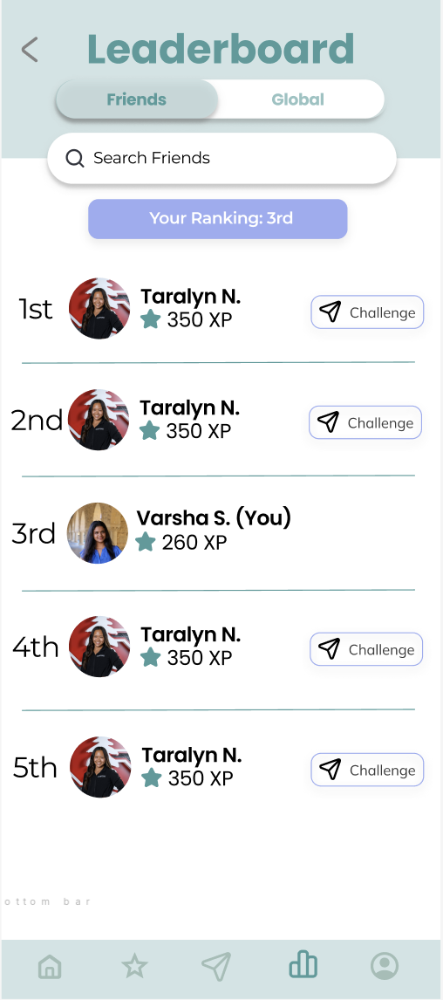 Leaderboard
Friends
Global
Search Friends
Your Ranking: 3rd
1st
Taralyn N.
350 XP
Challenge
2nd
Taralyn N.
350 XP
Challenge
3rd
Varsha S. (You)
260 XP
4th
Taralyn N.
350 XP
Challenge
5th
Taralyn N.
350 XP
Challenge
ottom bar